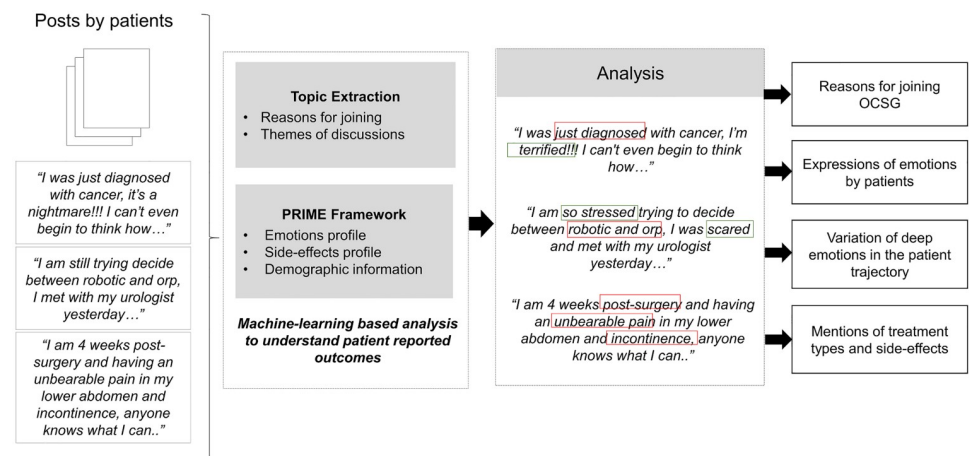 Posts by patients
“I was just diagnosed
with cancer, it’s a
nightmare!!! I can’t even
begin to think how…”
“I am still trying decide
between robotic and orp,
I met with my urologist
yesterday…”
“I am 4 weeks post-
surgery and having an
unbearable pain in my
lower abdomen and
incontinence, anyone
knows what I can..”
Topic Extraction
• Reasons for joining
• Themes of discussions
PRIME Framework
• Emotions profile
• Side-effects profile
• Demographic information
Machine-learning based analysis
to understand patient reported
outcomes
Analysis
“I was just diagnosed with cancer, I’m
terrified!!! I can't even begin to think
how…”
“I am so stressed trying to decide
between robotic and orp, I was scared
and met with my urologist
yesterday…”
“I am 4 weeks post-surgery and having
an unbearable pain in my lower
abdomen and incontinence, anyone
knows what I can..”
Reasons for joining
OCSG
Expressions of emotions
by patients
Variation of deep
emotions in the patient
trajectory
Mentions of treatment
types and side-effects